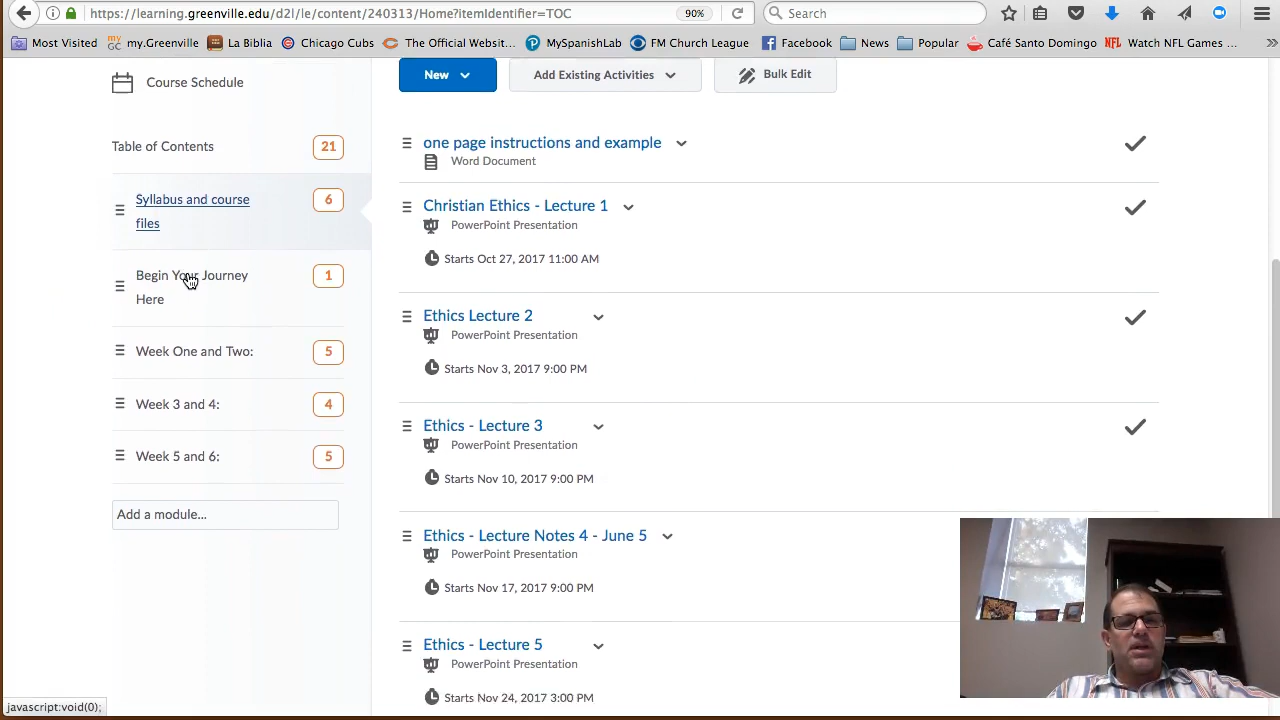 https://learning.greenville.edu/d2l/le/content/240313/Home?itemIdentifier=TOC 90% Search
Most Visited my.Greenville La Biblia Chicago Cubs The Official Websit... MySpanishLab FM Church League Facebook News Popular Café Santo Domingo NFL Watch NFL Games ...
Course Schedule
Table of Contents 21
Syllabus and course files 6
Begin Your Journey Here 1
Week One and Two: 5
Week 3 and 4: 4
Week 5 and 6: 5
Add a module...
New Add Existing Activities Bulk Edit
one page instructions and example
Word Document
Christian Ethics - Lecture 1
PowerPoint Presentation
Starts Oct 27, 2017 11:00 AM
Ethics Lecture 2
PowerPoint Presentation
Starts Nov 3, 2017 9:00 PM
Ethics - Lecture 3
PowerPoint Presentation
Starts Nov 10, 2017 9:00 PM
Ethics - Lecture Notes 4 - June 5
PowerPoint Presentation
Starts Nov 17, 2017 9:00 PM
Ethics - Lecture 5
PowerPoint Presentation
Starts Nov 24, 2017 3:00 PM
javascript:void(0);